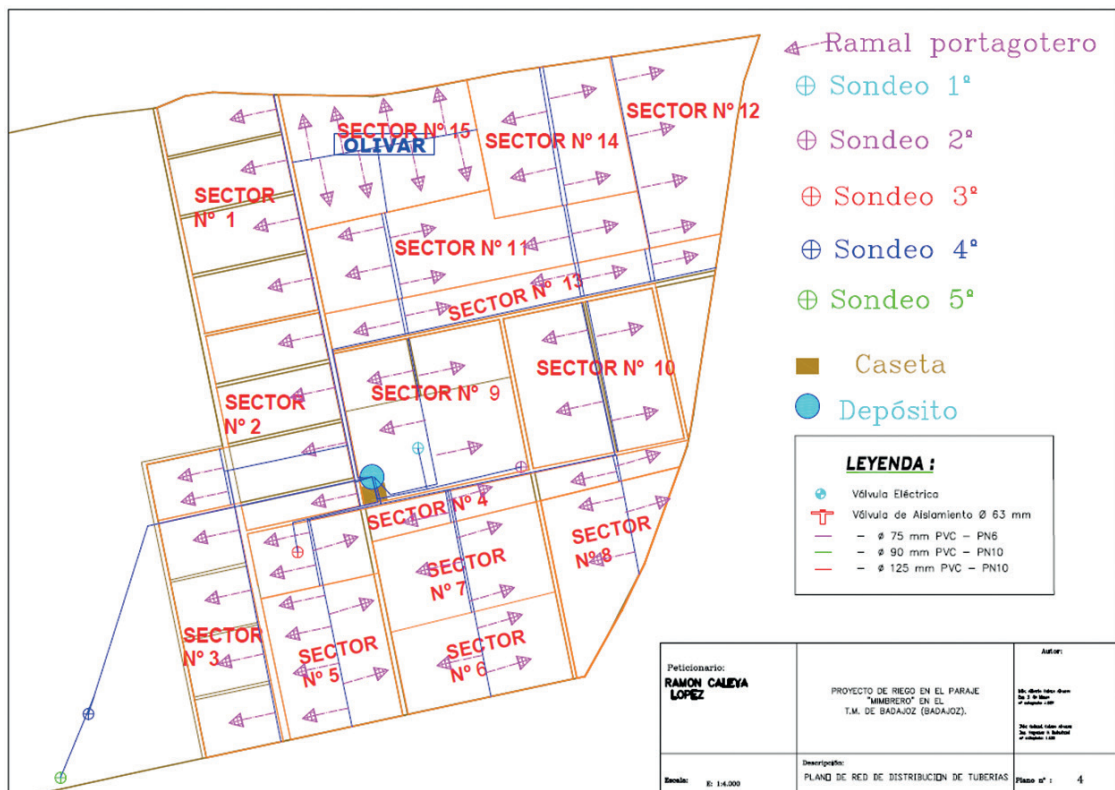 Ramal portagotero
Sondeo 1ª
Sondeo 2ª
Sondeo 3ª
Sondeo 4ª
Sondeo 5ª
Caseta
Depósito
SECTOR Nº 15
OLIVAR
SECTOR Nº 14
SECTOR Nº 12
SECTOR
Nº 1
SECTOR Nº 11
SECTOR Nº 13
SECTOR Nº 9
SECTOR Nº 10
SECTOR
Nº 2
SECTOR Nº 4
SECTOR
Nº 8
SECTOR
Nº 7
SECTOR
Nº 3
SECTOR
Nº 5
SECTOR
Nº 6
LEYENDA :
Válvula Eléctrica
Válvula de Aislamiento Ø 63 mm
- Ø 75 mm PVC - PN6
- Ø 90 mm PVC - PN10
- Ø 125 mm PVC - PN10
Peticionario:
RAMON CALEYA
LOPEZ
PROYECTO DE RIEGO EN EL PARAJE
"MIMBRERO" EN EL
T.M. DE BADAJOZ (BADAJOZ).
Autor:
Escala: E: 1:4.000
Descripción:
PLANO DE RED DE DISTRIBUCION DE TUBERIAS
Plano nº : 4